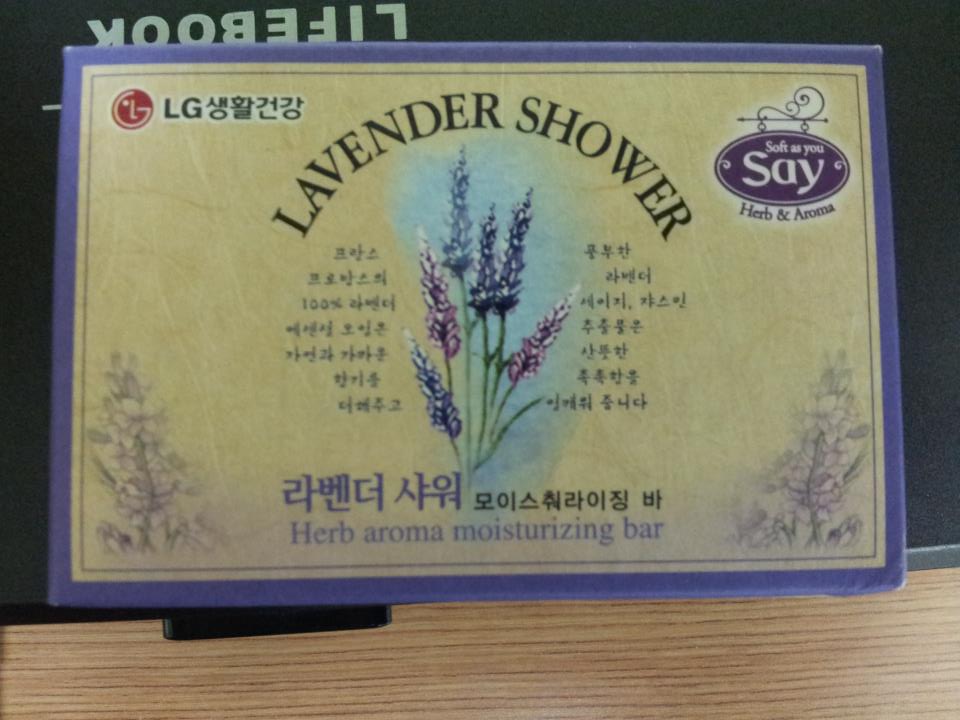 LIFEBOOK
LG생활건강
LAVENDER SHOWER
Soft as you
Say
Herb & Aroma
프랑스
프로방스의
100% 라벤더
에센셜 오일은
자연과 가까운
향기를
더해주고
풍부한
라벤더
세이지, 쟈스민
추출물은
산뜻한
촉촉함을
안겨줍니다
라벤더 샤워 모이스춰라이징 바
Herb aroma moisturizing bar